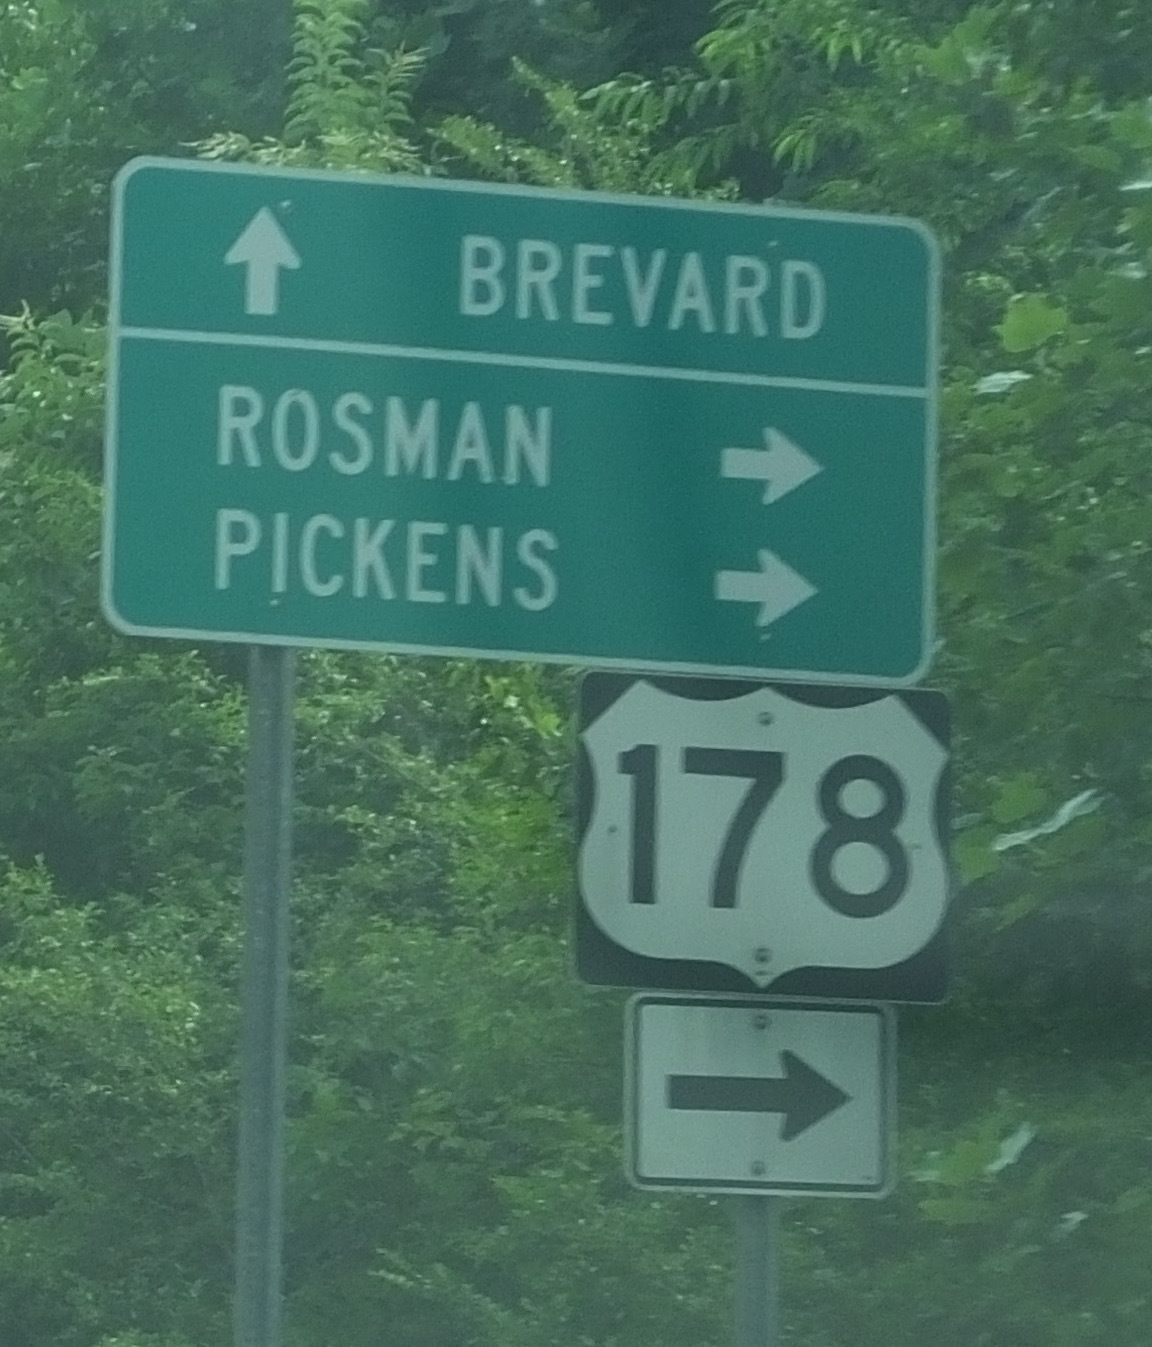 BREVARD
ROSMAN
PICKENS
178